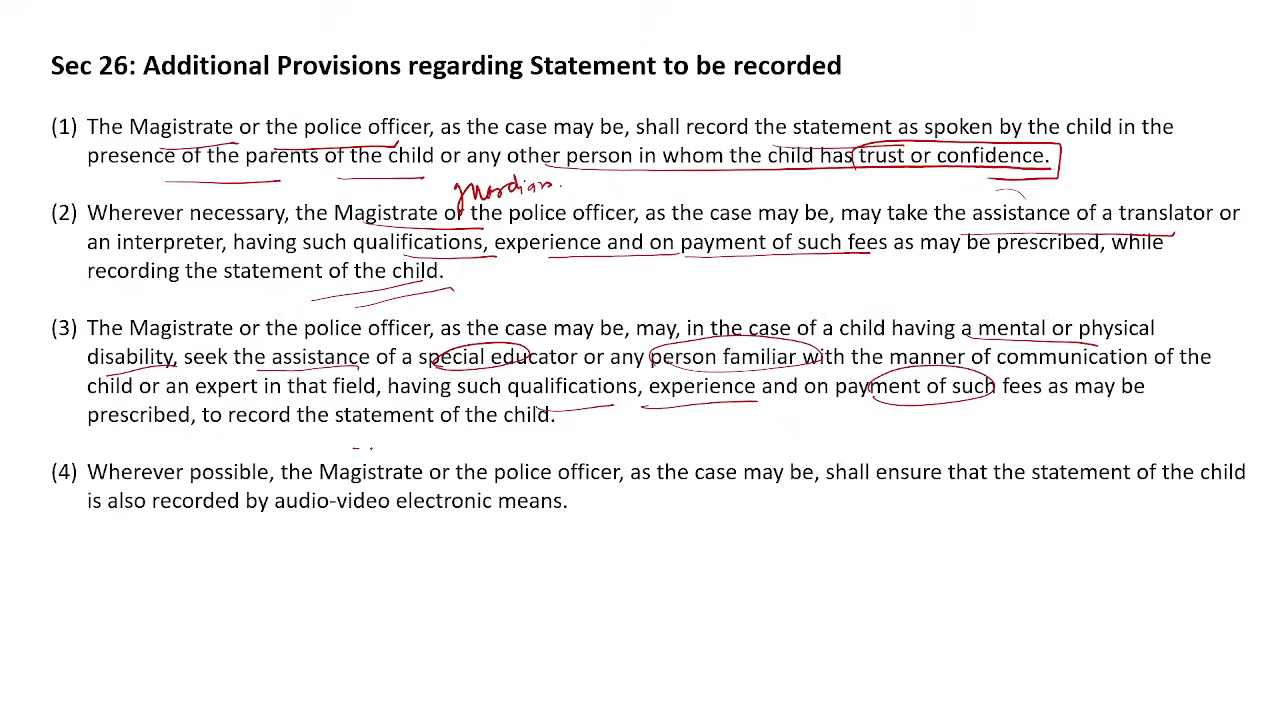 Sec 26: Additional Provisions regarding Statement to be recorded
(1) The Magistrate or the police officer, as the case may be, shall record the statement as spoken by the child in the
presence of the parents of the child or any other person in whom the child has trust or confidence.
guardian.
(2) Wherever necessary, the Magistrate or the police officer, as the case may be, may take the assistance of a translator or
an interpreter, having such qualifications, experience and on payment of such fees as may be prescribed, while
recording the statement of the child.
(3) The Magistrate or the police officer, as the case may be, may, in the case of a child having a mental or physical
disability, seek the assistance of a special educator or any person familiar with the manner of communication of the
child or an expert in that field, having such qualifications, experience and on payment of such fees as may be
prescribed, to record the statement of the child.
(4) Wherever possible, the Magistrate or the police officer, as the case may be, shall ensure that the statement of the child
is also recorded by audio-video electronic means.